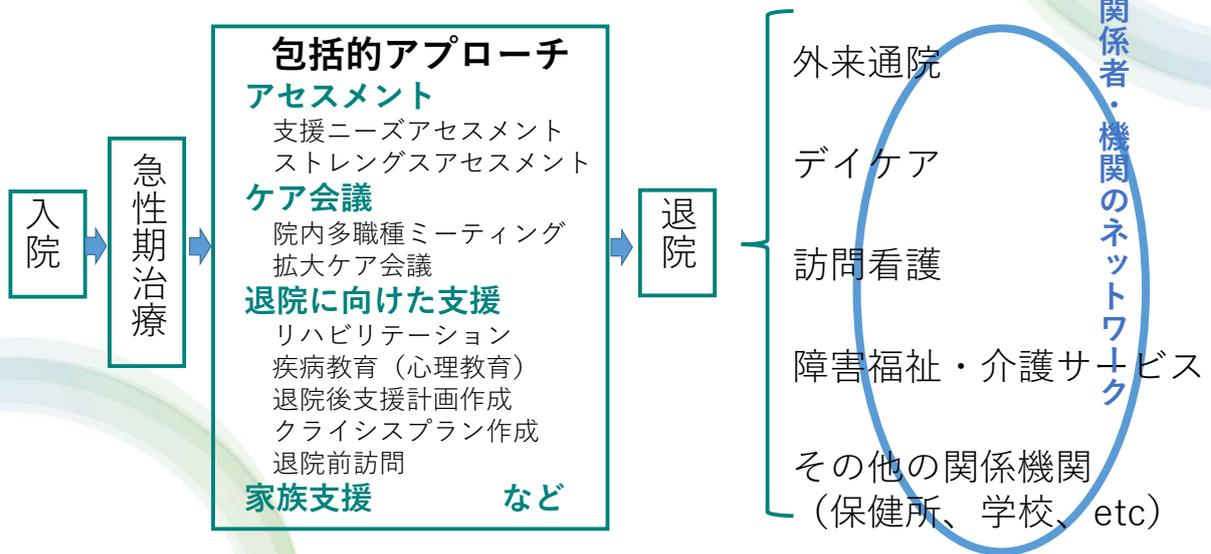 入院
急性期治療
包括的アプローチ
アセスメント
支援ニーズアセスメント
ストレングスアセスメント
ケア会議
院内多職種ミーティング
拡大ケア会議
退院に向けた支援
リハビリテーション
疾病教育（心理教育）
退院後支援計画作成
クライシスプラン作成
退院前訪問
家族支援　　　など
退院
外来通院
デイケア
訪問看護
障害福祉・介護サービス
その他の関係機関
（保健所、学校、etc）
関係者・機関のネットワーク